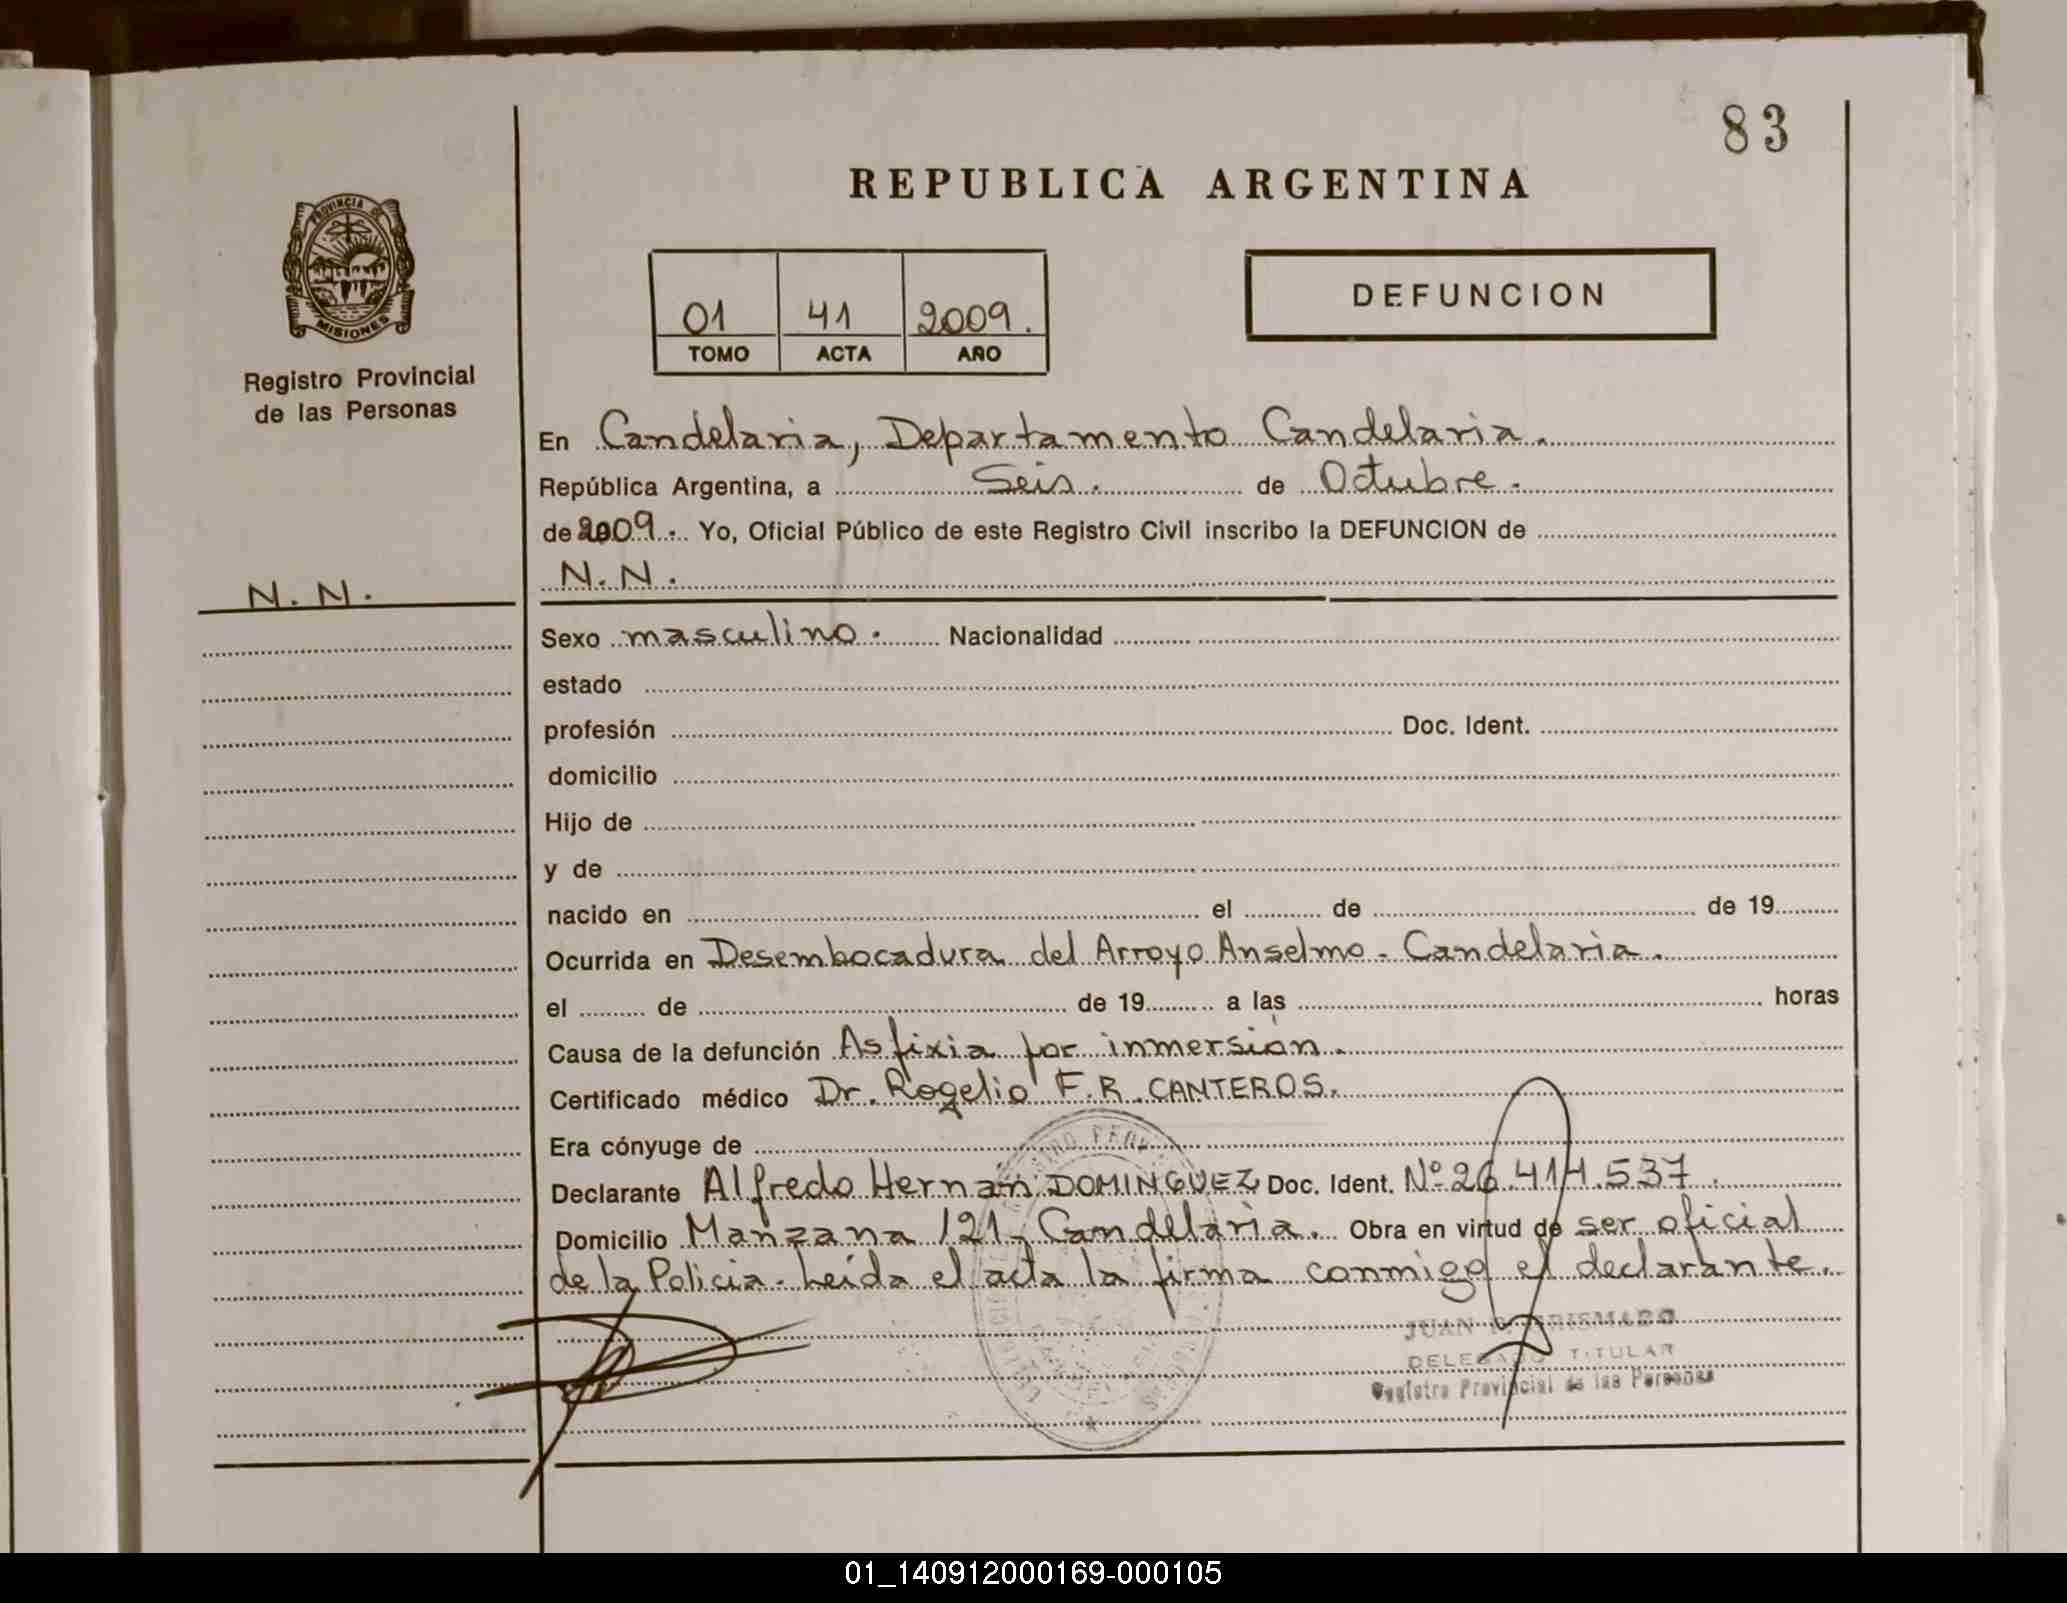 83
REPUBLICA ARGENTINA
PROVINCIA DE
MISIONES
Registro Provincial
de las Personas
01 41 2009.
TOMO ACTA AÑO
DEFUNCION
En Candelaria, Departamento Candelaria.
República Argentina, a Seis. de Octubre.
de 2009. Yo, Oficial Público de este Registro Civil inscribo la DEFUNCION de
N. N.
N. N.
Sexo masculino. Nacionalidad
estado
profesión Doc. Ident.
domicilio
Hijo de
y de
nacido en el de de 19
Ocurrida en Desembocadura del Arroyo Anselmo - Candelaria.
el de de 19 a las horas
Causa de la defunción Asfixia por inmersión.
Certificado médico Dr. Rogelio F.R. CANTEROS.
Era cónyuge de
Declarante Alfredo Hernan DOMINGUEZ Doc. Ident. Nº 26.414.537.
Domicilio Manzana 121 - Candelaria. Obra en virtud de ser oficial
de la Policia. Leída el acta la firma conmigo el declarante.
JUAN
DELEGADO TITULAR
Registro Provincial de las Personas
01_140912000169-000105